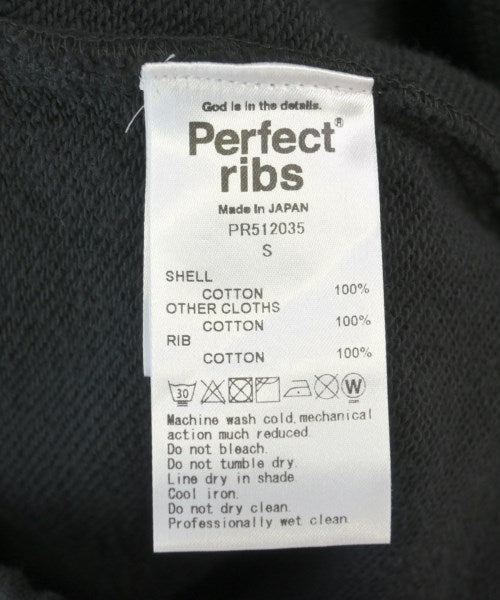 God is in the details.
Perfect®
ribs
Made in JAPAN
PR512035
S
SHELL
COTTON 100%
OTHER CLOTHS
COTTON 100%
RIB
COTTON 100%
30 W
Machine wash cold, mechanical
action much reduced.
Do not bleach.
Do not tumble dry.
Line dry in shade.
Cool iron.
Do not dry clean.
Professionally wet clean.